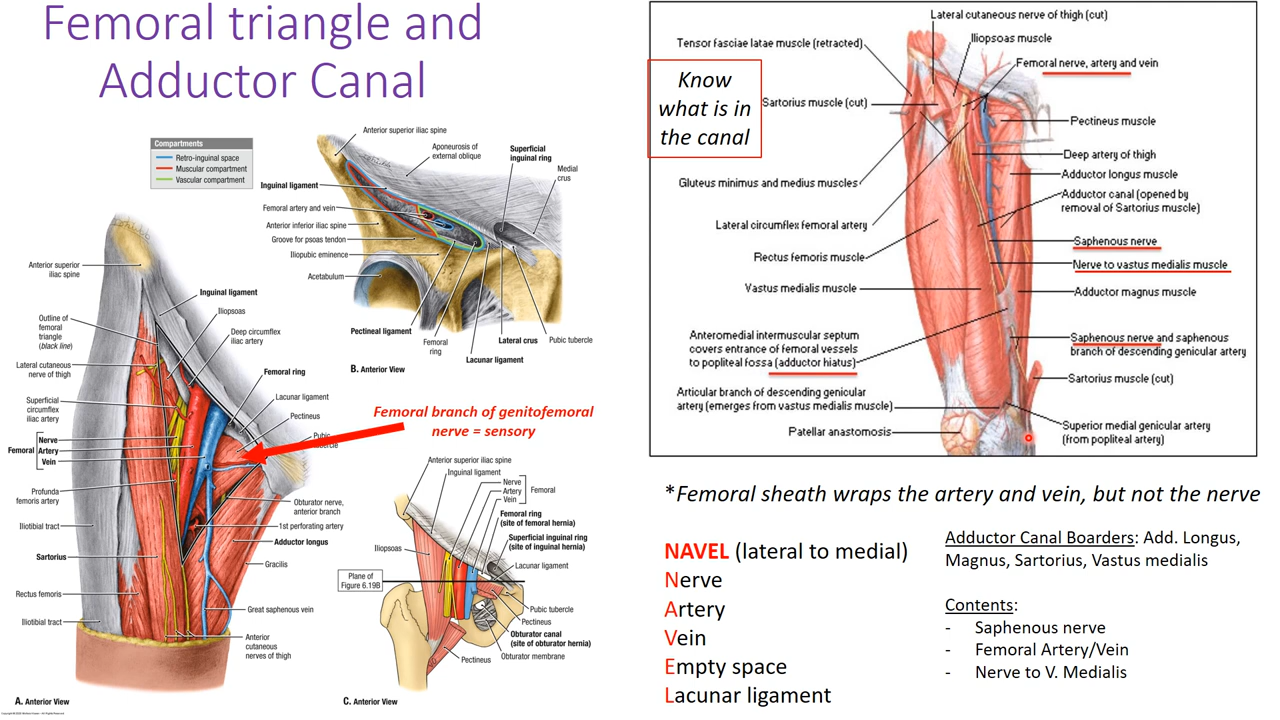 Femoral triangle and
Adductor Canal
Compartments
Retro-inguinal space
Muscular compartment
Vascular compartment
Anterior superior iliac spine
Aponeurosis of
external oblique
Superficial
inguinal ring
Medial
crus
Inguinal ligament
Femoral artery and vein
Anterior inferior iliac spine
Groove for psoas tendon
Iliopubic eminence
Acetabulum
Pectineal ligament
Femoral
ring
Lacunar ligament
Lateral crus
Pubic tubercle
B. Anterior View
Anterior superior
iliac spine
Inguinal ligament
Iliopsoas
Deep circumflex
iliac artery
Outline of
femoral
triangle
(black line)
Lateral cutaneous
nerve of thigh
Superficial
circumflex
iliac artery
Femoral
Nerve
Artery
Vein
Profunda
femoris artery
Iliotibial tract
Sartorius
Rectus femoris
Iliotibial tract
Femoral ring
Lacunar ligament
Pectineus
Pubic
tubercle
Obturator nerve,
anterior branch
1st perforating artery
Adductor longus
Gracilis
Great saphenous vein
Anterior
cutaneous
nerves of thigh
A. Anterior View
Femoral branch of genitofemoral
nerve = sensory
Anterior superior iliac spine
Inguinal ligament
Nerve
Artery
Vein
Femoral
Femoral ring
(site of femoral hernia)
Superficial inguinal ring
(site of inguinal hernia)
Lacunar ligament
Iliopsoas
Plane of
Figure 6.19B
Pubic tubercle
Pectineus
Obturator canal
(site of obturator hernia)
Obturator membrane
Pectineus
C. Anterior View
Know
what is in
the canal
Lateral cutaneous nerve of thigh (cut)
Tensor fasciae latae muscle (retracted)
Iliopsoas muscle
Femoral nerve, artery and vein
Sartorius muscle (cut)
Pectineus muscle
Deep artery of thigh
Adductor longus muscle
Gluteus minimus and medius muscles
Adductor canal (opened by
removal of Sartorius muscle)
Lateral circumflex femoral artery
Saphenous nerve
Rectus femoris muscle
Nerve to vastus medialis muscle
Vastus medialis muscle
Adductor magnus muscle
Anteromedial intermuscular septum
covers entrance of femoral vessels
to popliteal fossa (adductor hiatus)
Saphenous nerve and saphenous
branch of descending genicular artery
Sartorius muscle (cut)
Articular branch of descending genicular
artery (emerges from vastus medialis muscle)
Superior medial genicular artery
(from popliteal artery)
Patellar anastomosis
*Femoral sheath wraps the artery and vein, but not the nerve
NAVEL (lateral to medial)
Nerve
Artery
Vein
Empty space
Lacunar ligament
Adductor Canal Boarders: Add. Longus,
Magnus, Sartorius, Vastus medialis
Contents:
- Saphenous nerve
- Femoral Artery/Vein
- Nerve to V. Medialis